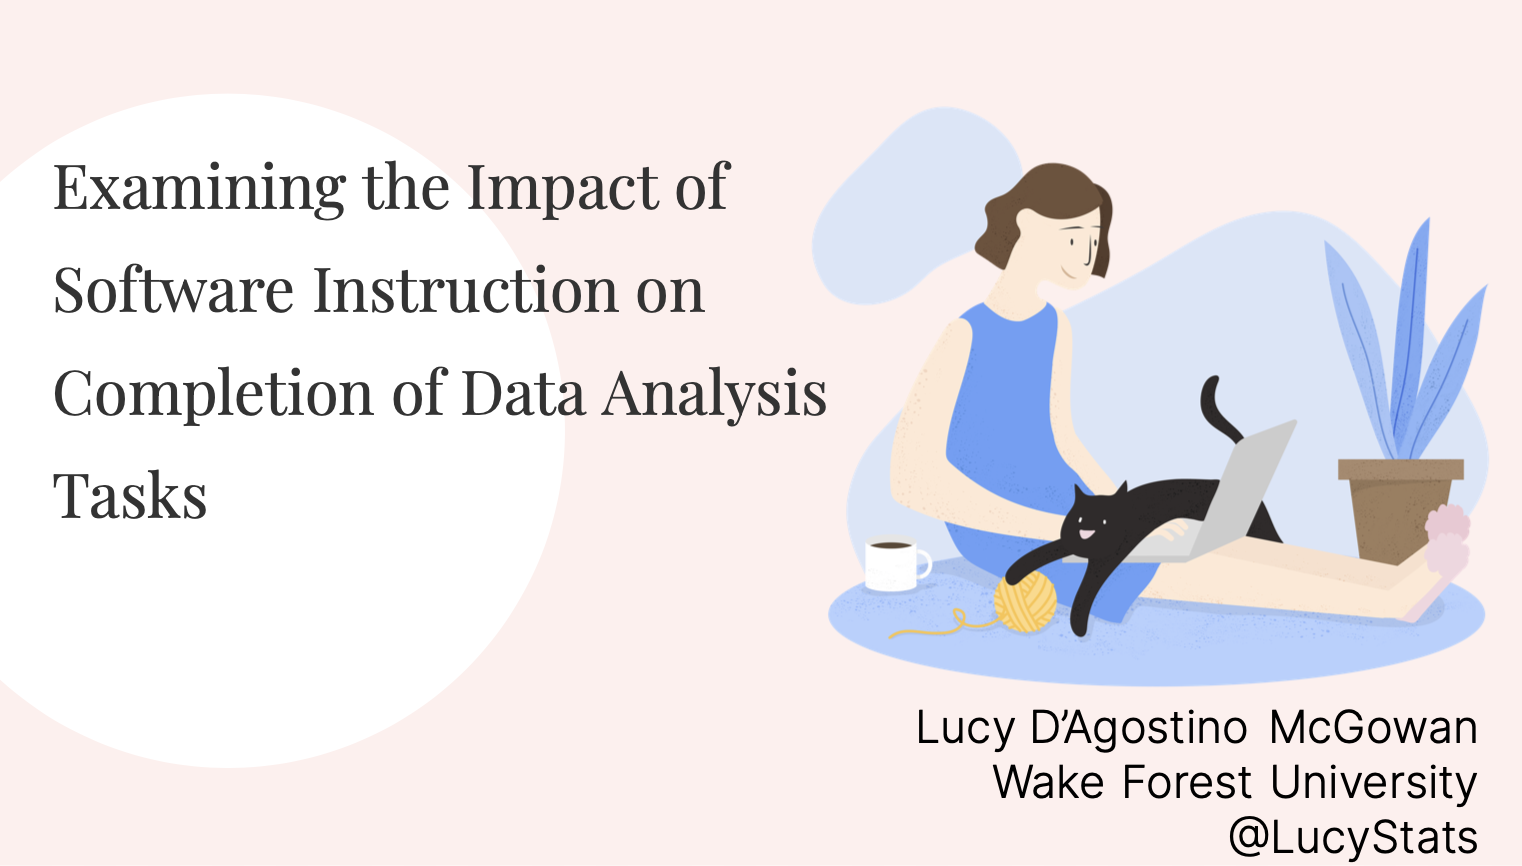 Examining the Impact of
Software Instruction on
Completion of Data Analysis
Tasks
Lucy D’Agostino McGowan
Wake Forest University
@LucyStats